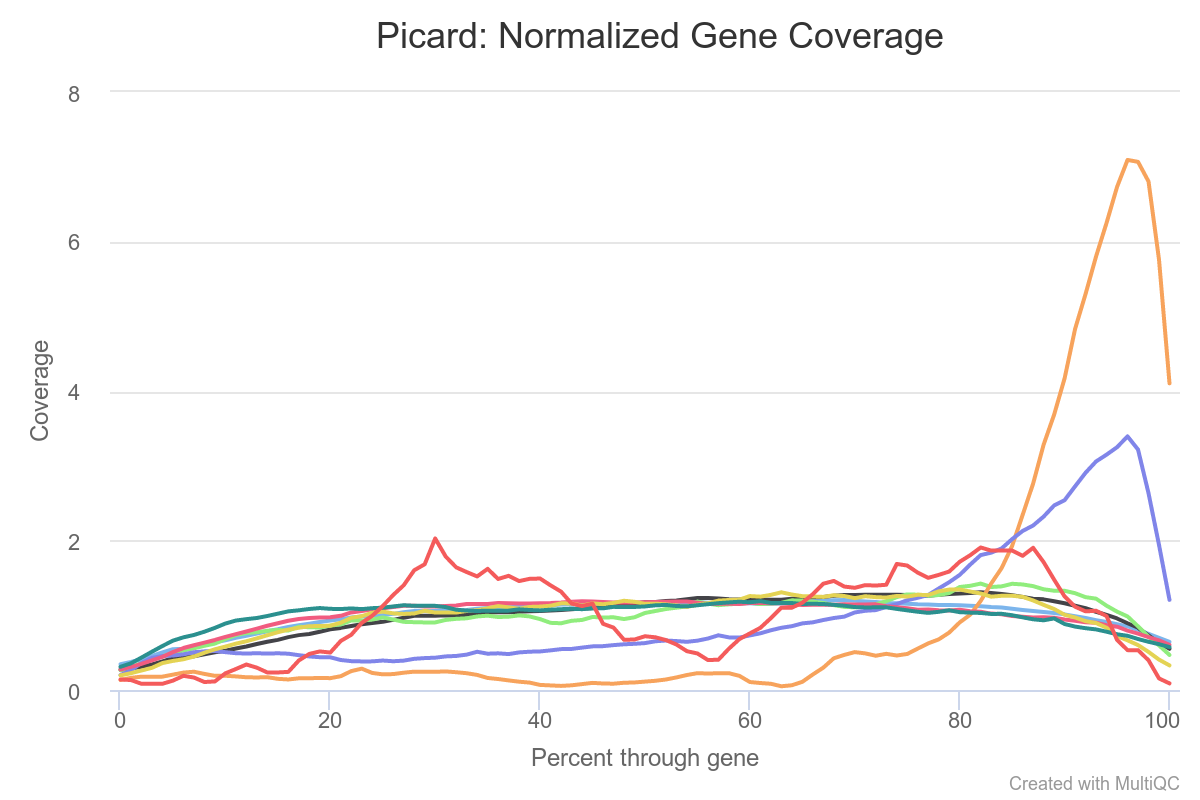 Picard: Normalized Gene Coverage
8
6
4
2
0
Coverage
0 20 40 60 80 100
Percent through gene
Created with MultiQC